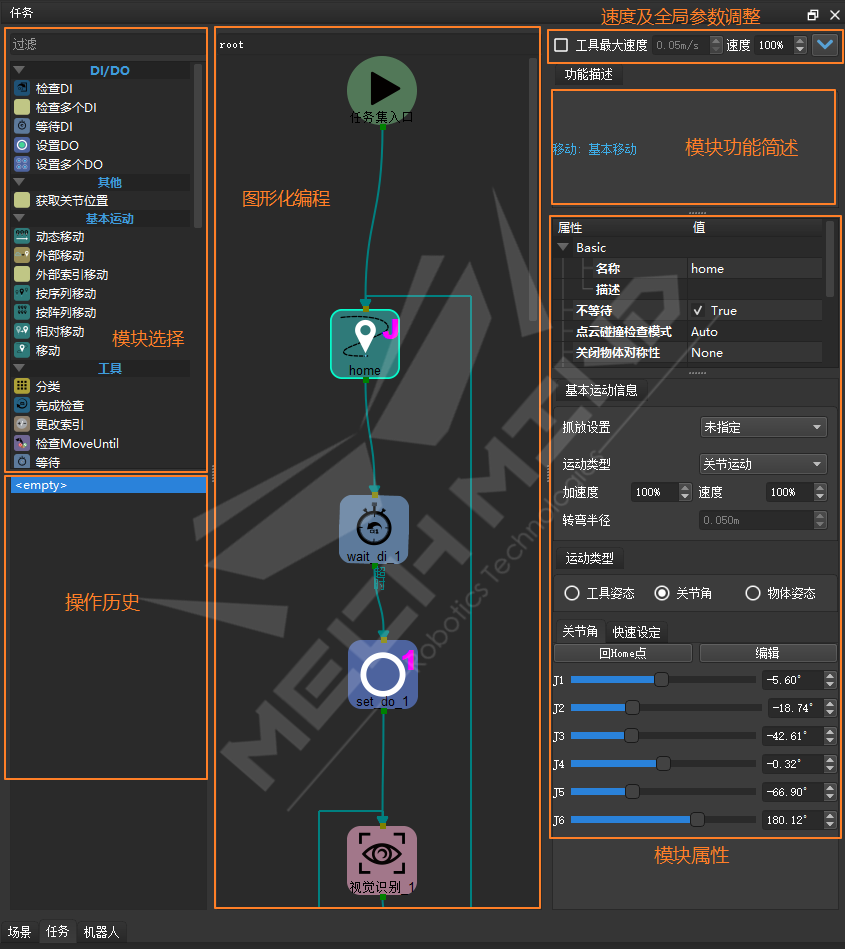 任务
速度及全局参数调整
过滤
DI/DO
检查DI
检查多个DI
等待DI
设置DO
设置多个DO
其他
获取关节位置
基本运动
动态移动
外部移动
外部索引移动
按序列移动
按阵列移动
相对移动
移动
工具
分类
完成检查
更改索引
检查MoveUntil
等待
模块选择
<empty>
操作历史
root
任务集入口
图形化编程
J
home
wait_di_1
set_do_1
视觉识别_1
MECH MIND
Robotics Technologies
工具最大速度 0.05m/s 速度 100%
功能描述
移动: 基本移动
模块功能简述
属性 值
Basic
名称 home
描述
不等待 ✓ True
点云碰撞检查模式 Auto
关闭物体对称性 None
基本运动信息
抓放设置 未指定
运动类型 关节运动
加速度 100% 速度 100%
转弯半径 0.050m
运动类型
工具姿态 关节角 物体姿态
关节角 快速设定
回Home点 编辑
J1 -5.60°
J2 -18.74°
J3 -42.61°
J4 -0.32°
J5 -66.90°
J6 180.12°
模块属性
场景 任务 机器人